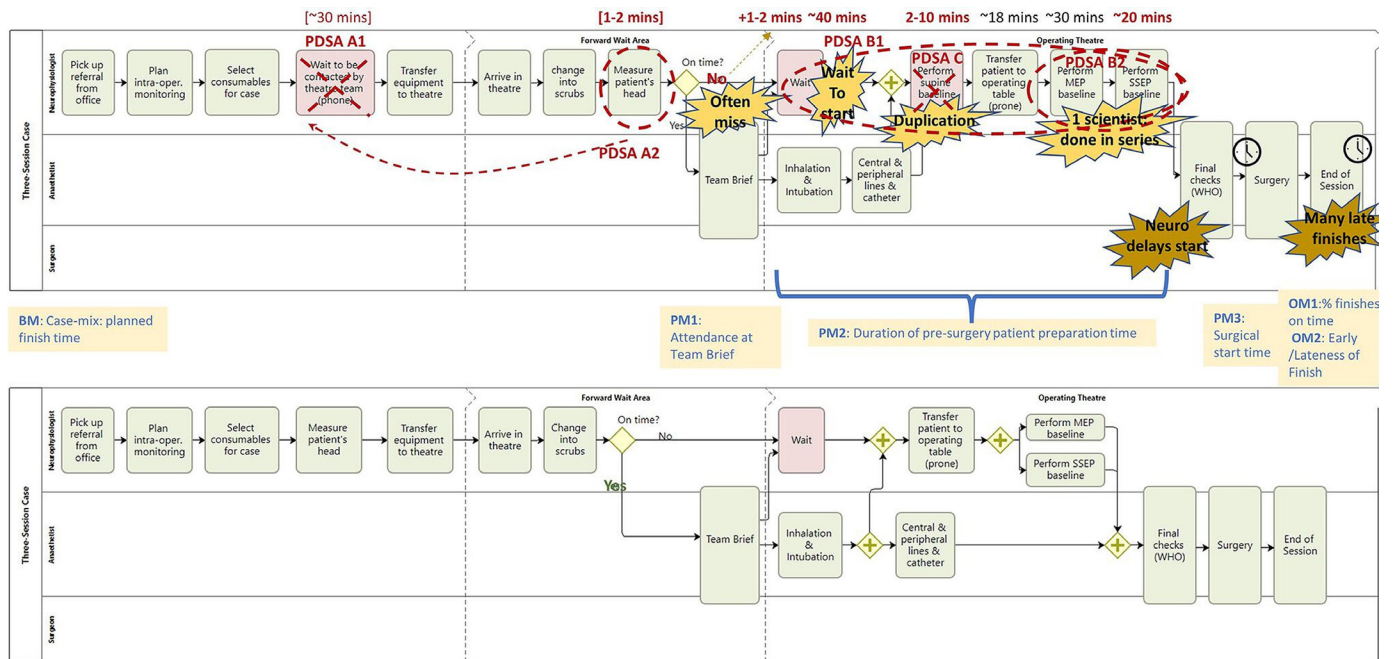 [~30 mins]
[1-2 mins]
+1-2 mins
~40 mins
2-10 mins
~18 mins
~30 mins
~20 mins
PDSA A1
Forward Wait Area
PDSA B1
Operating Theatre
Three-Session Case
Neurophysiologist
Pick up
referral
from
office
Plan
intra-oper.
monitoring
Select
consumables
for case
Wait to be
contacted by
theatre team
(phone)
Transfer
equipment
to theatre
Arrive in
theatre
change
into
scrubs
Measure
patient's
head
On time?
No
Yes
Often
miss
Wait
Wait
To
start
PDSA C
Perform
supine
baseline
Duplication
Transfer
patient to
operating
table
(prone)
PDSA B2
Perform
MEP
baseline
Perform
SSEP
baseline
1 scientist:
done in series
PDSA A2
Anesthetist
Team Brief
Inhalation
&
Intubation
Central &
peripheral
lines &
catheter
Final
checks
(WHO)
Surgery
End of
Session
Neuro
delays start
Many late
finishes
Surgeon
BM: Case-mix: planned
finish time
PM1:
Attendance at
Team Brief
PM2: Duration of pre-surgery patient preparation time
PM3:
Surgical
start time
OM1:% finishes
on time
OM2: Early
/Lateness of
Finish
Forward Wait Area
Operating Theatre
Three-Session Case
Neurophysiologist
Pick up
referral
from
office
Plan
intra-oper.
monitoring
Select
consumables
for case
Measure
patient's
head
Transfer
equipment
to theatre
Arrive in
theatre
Change
into
scrubs
On time?
No
Yes
Wait
Transfer
patient to
operating
table
(prone)
Perform MEP
baseline
Perform SSEP
baseline
Anesthetist
Team Brief
Inhalation
&
Intubation
Central &
peripheral
lines &
catheter
Final
checks
(WHO)
Surgery
End of
Session
Surgeon